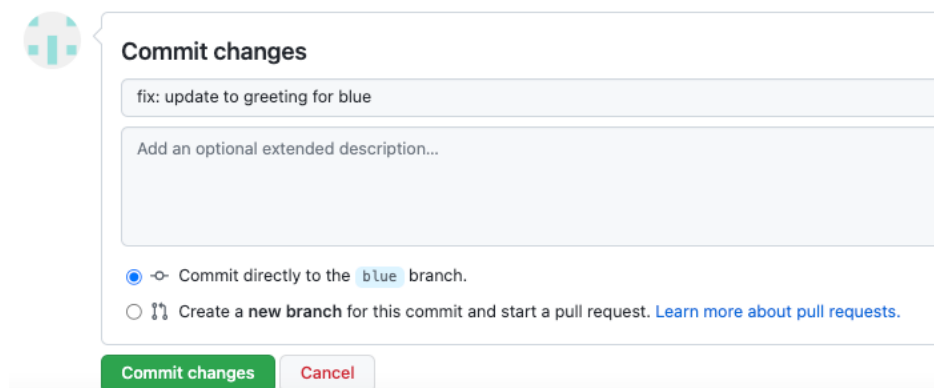 Commit changes
fix: update to greeting for blue
Add an optional extended description...
Commit directly to the blue branch.
Create a new branch for this commit and start a pull request. Learn more about pull requests.
Commit changes
Cancel